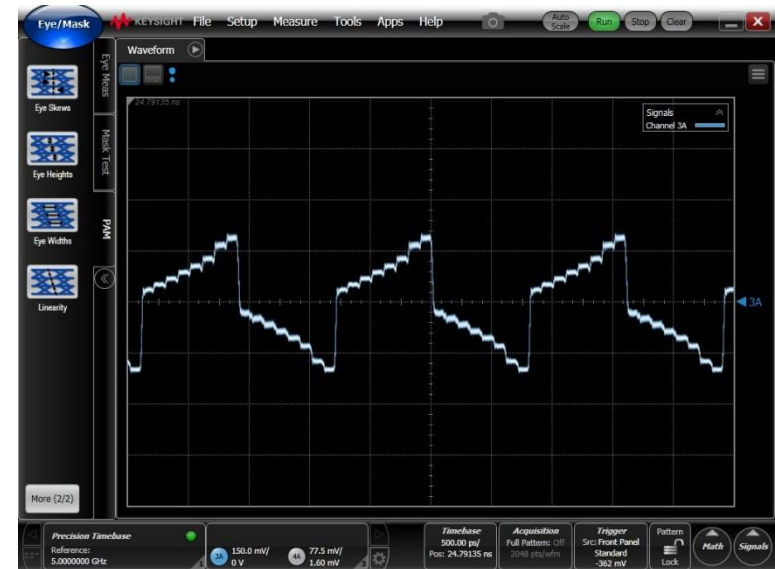 Eye/Mask
KEYSIGHT File Setup Measure Tools Apps Help
Auto Scale
Run
Stop
Clear
Waveform
Eye Meas
Mask Test
PAM
Eye Skews
Eye Heights
Eye Widths
Linearity
More (2/2)
24.79135 ns
Signals
Channel 3A
3A
Precision Timebase
Reference:
5.0000000 GHz
1
3A 150.0 mV/
0 V
4A 77.5 mV/
1.60 mV
1
Timebase
500.00 ps/
Pos: 24.79135 ns
Acquisition
Full Pattern: Off
2048 pts/wfm
Trigger
Src: Front Panel
Standard
-362 mV
Pattern
Lock
Math
Signals